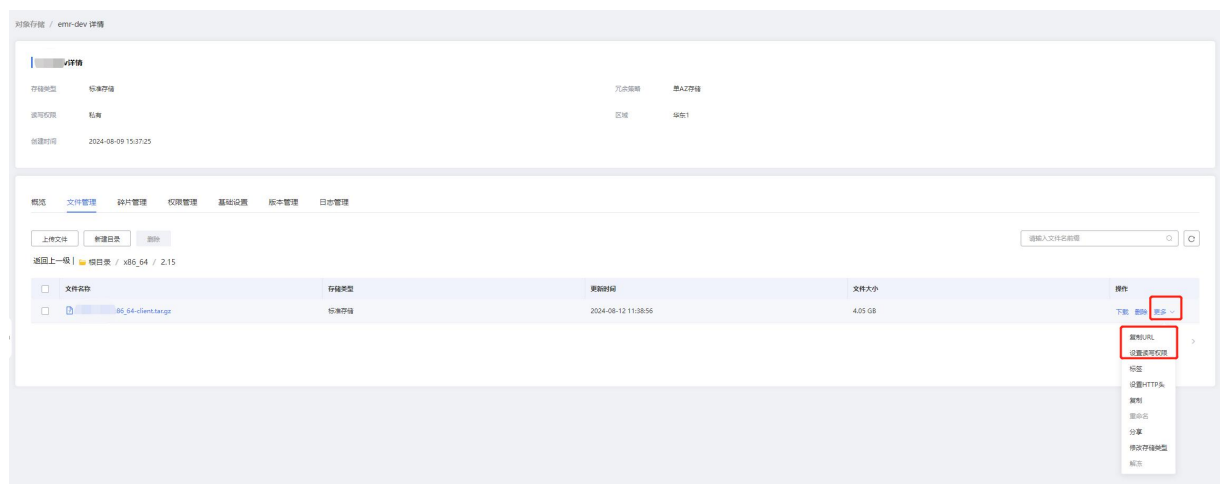 对象存储 / emr-dev 详情
v详情
存储类型 标准存储 冗余策略 单AZ存储
读写权限 私有 区域 华东1
创建时间 2024-08-09 15:37:25
概览 文件管理 碎片管理 权限管理 基础设置 版本管理 日志管理
上传文件 新建目录 删除 请输入文件名前缀
返回上一级 | 根目录 / x86_64 / 2.15
文件名称 存储类型 更新时间 文件大小 操作
86_64-client.tar.gz 标准存储 2024-08-12 11:38:56 4.05 GB 下载 删除 更多
复制URL
设置读写权限
标签
设置HTTP头
复制
重命名
分享
修改存储类型
解冻